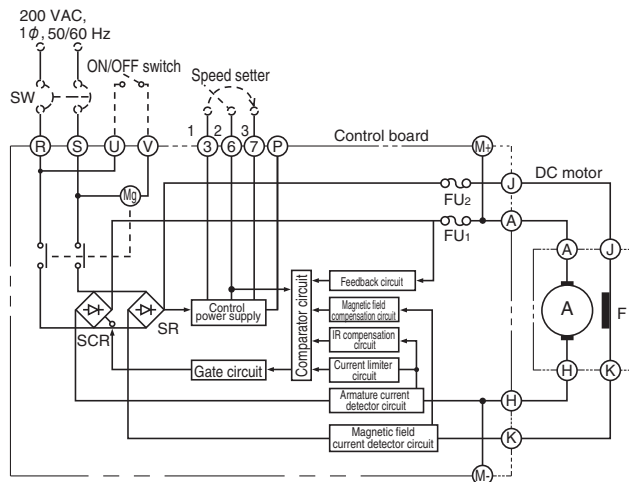 200 VAC,
1ϕ, 50/60 Hz
ON/OFF switch
Speed setter
SW
1 2 3
Control board
R S U V 3 6 7 P M+
DC motor
Mg
FU2
J
FU1
A
A J
Feedback circuit
Comparator circuit
Magnetic field
compensation circuit
Control
power supply
A
F
IR compensation
circuit
SCR
SR
Gate circuit
Current limiter
circuit
H K
Armature current
detector circuit
H
Magnetic field
current detector circuit
K
M-